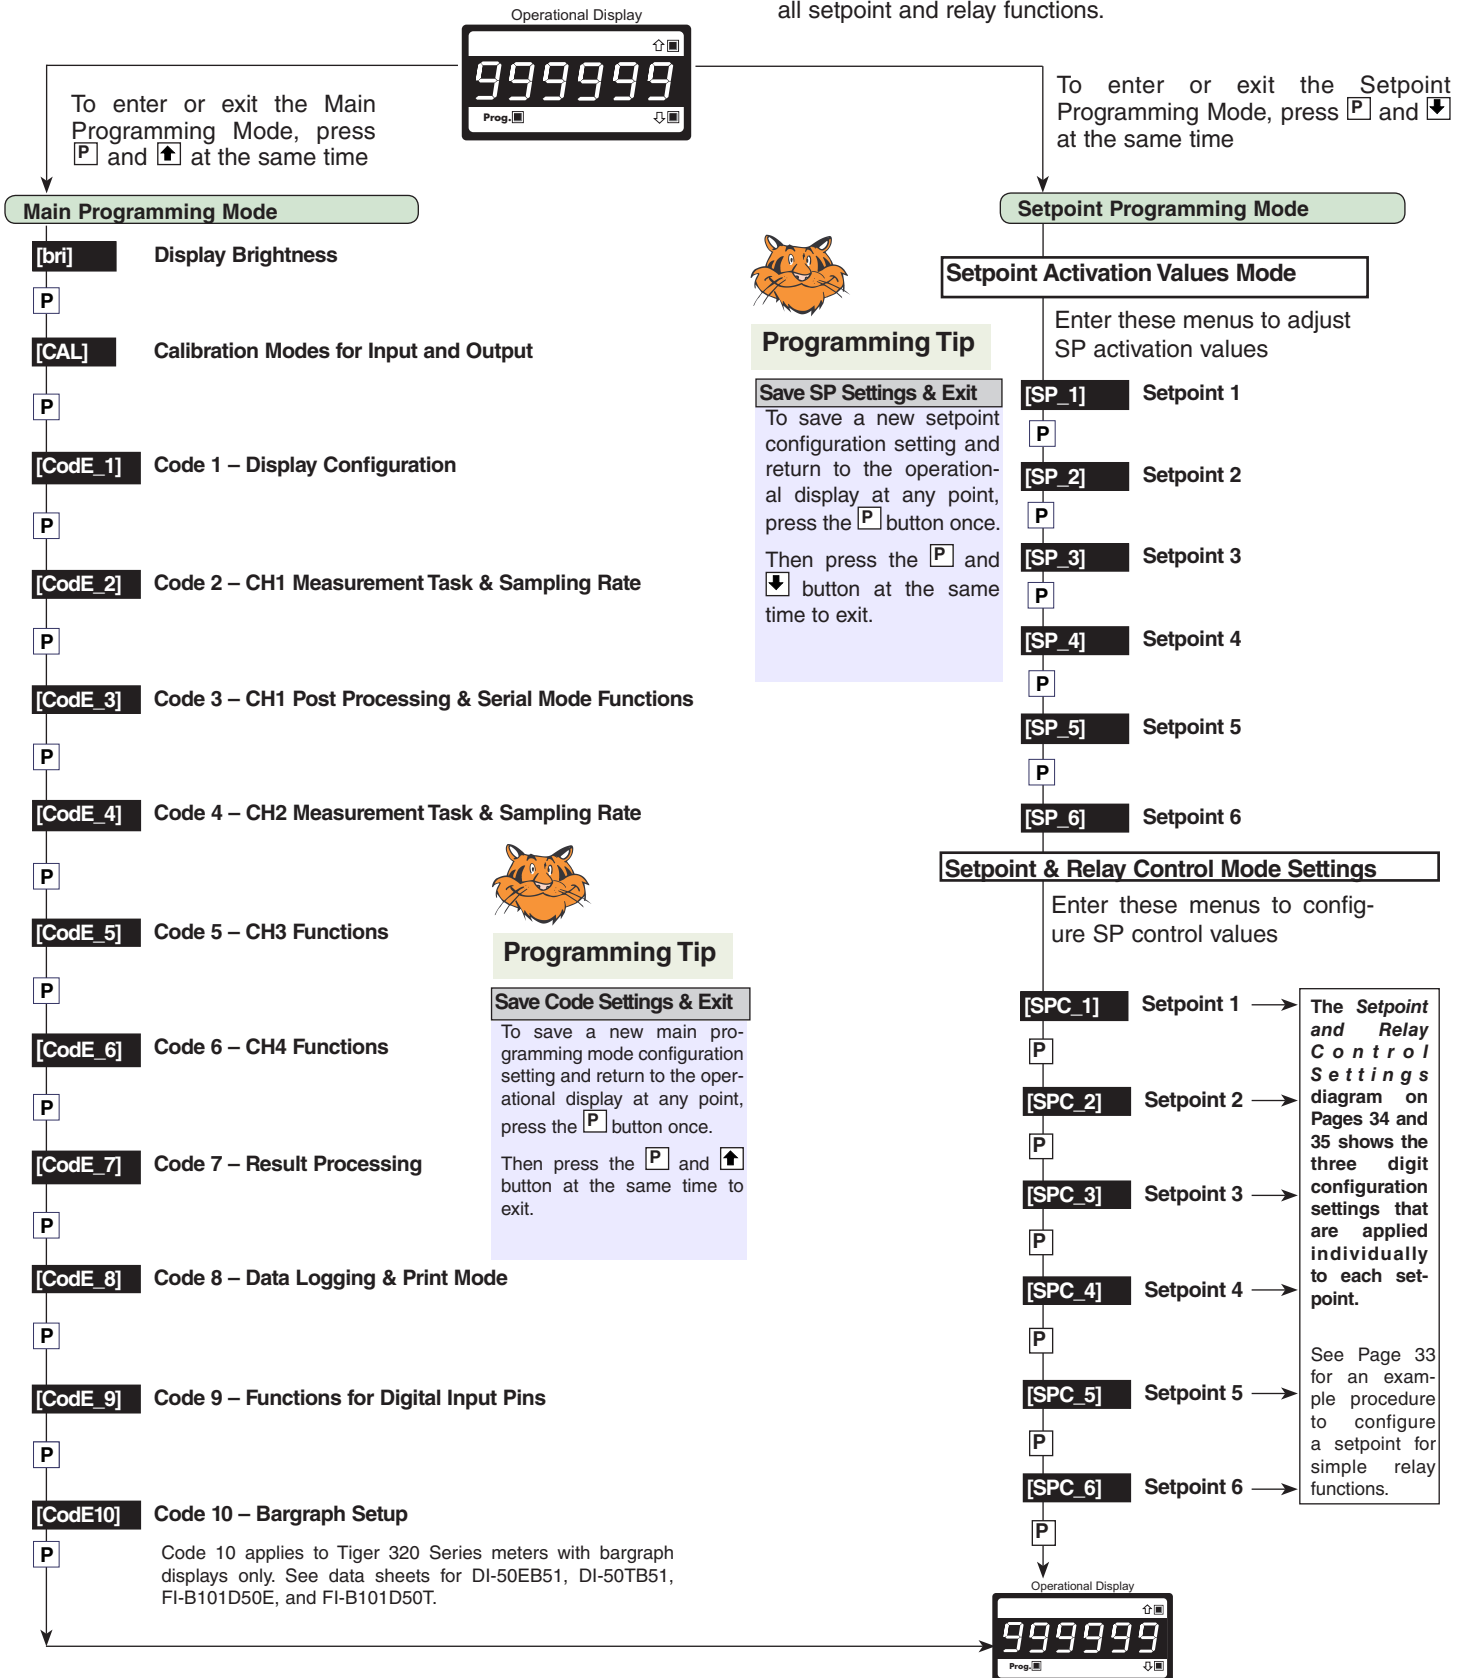 all setpoint and relay functions.
Operational Display
999999
Prog.
To enter or exit the Main
Programming Mode, press
P and at the same time
To enter or exit the Setpoint
Programming Mode, press P and
at the same time
Main Programming Mode
[bri] Display Brightness
P
[CAL] Calibration Modes for Input and Output
P
[CodE_1] Code 1 – Display Configuration
P
[CodE_2] Code 2 – CH1 Measurement Task & Sampling Rate
P
[CodE_3] Code 3 – CH1 Post Processing & Serial Mode Functions
P
[CodE_4] Code 4 – CH2 Measurement Task & Sampling Rate
P
[CodE_5] Code 5 – CH3 Functions
P
[CodE_6] Code 6 – CH4 Functions
P
[CodE_7] Code 7 – Result Processing
P
[CodE_8] Code 8 – Data Logging & Print Mode
P
[CodE_9] Code 9 – Functions for Digital Input Pins
P
[CodE10] Code 10 – Bargraph Setup
P
Code 10 applies to Tiger 320 Series meters with bargraph
displays only. See data sheets for DI-50EB51, DI-50TB51,
FI-B101D50E, and FI-B101D50T.
Programming Tip
Save Code Settings & Exit
To save a new main pro-
gramming mode configuration
setting and return to the oper-
ational display at any point,
press the P button once.
Then press the P and
button at the same time to
exit.
Programming Tip
Save SP Settings & Exit
To save a new setpoint
configuration setting and
return to the operation-
al display at any point,
press the P button once.
Then press the P and
button at the same
time to exit.
Setpoint Programming Mode
Setpoint Activation Values Mode
Enter these menus to adjust
SP activation values
[SP_1] Setpoint 1
P
[SP_2] Setpoint 2
P
[SP_3] Setpoint 3
P
[SP_4] Setpoint 4
P
[SP_5] Setpoint 5
P
[SP_6] Setpoint 6
Setpoint & Relay Control Mode Settings
Enter these menus to config-
ure SP control values
[SPC_1] Setpoint 1
P
[SPC_2] Setpoint 2
P
[SPC_3] Setpoint 3
P
[SPC_4] Setpoint 4
P
[SPC_5] Setpoint 5
P
[SPC_6] Setpoint 6
P
The Setpoint
and Relay
Control
Settings
diagram on
Pages 34 and
35 shows the
three digit
configuration
settings that
are applied
individually
to each set-
point.
See Page 33
for an exam-
ple procedure
to configure
a setpoint for
simple relay
functions.
Operational Display
999999
Prog.